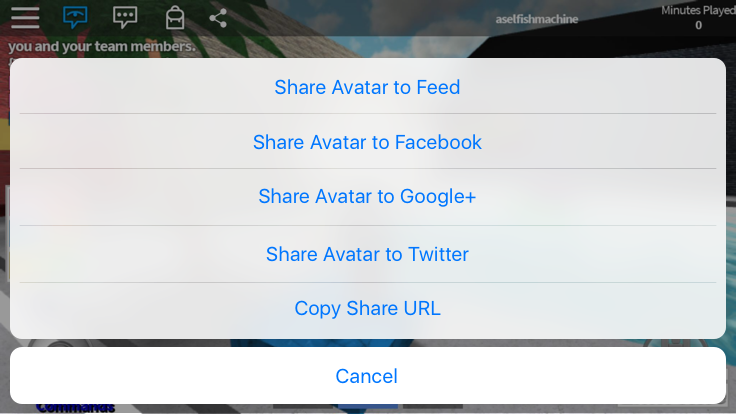 aselfishmachine
Minutes Played
0
you and your team members.
Share Avatar to Feed
Share Avatar to Facebook
Share Avatar to Google+
Share Avatar to Twitter
Copy Share URL
Cancel
Commands